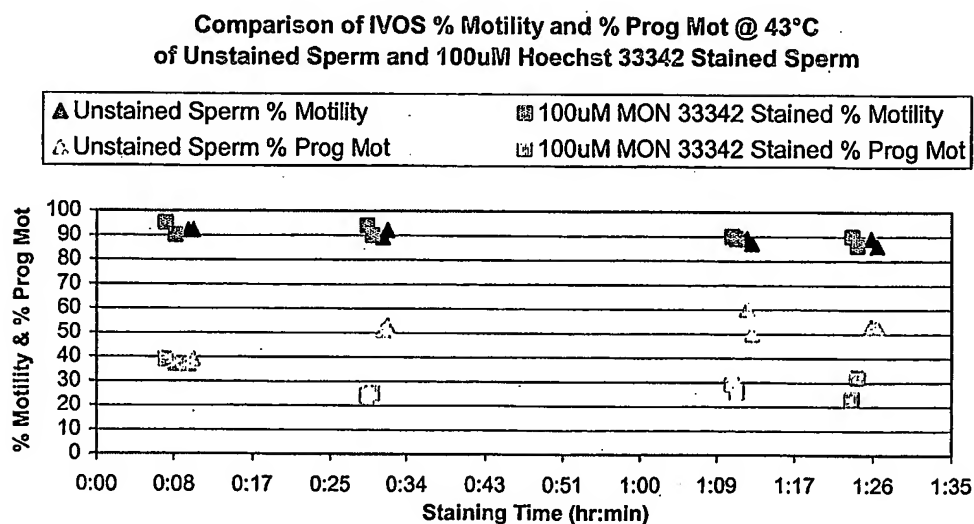 Comparison of IVOS % Motility and % Prog Mot @ 43°C
of Unstained Sperm and 100uM Hoechst 33342 Stained Sperm
Unstained Sperm % Motility
100uM MON 33342 Stained % Motility
Unstained Sperm % Prog Mot
100uM MON 33342 Stained % Prog Mot
% Motility & % Prog Mot
100
90
80
70
60
50
40
30
20
10
0
0:00 0:08 0:17 0:25 0:34 0:43 0:51 1:00 1:09 1:17 1:26 1:35
Staining Time (hr:min)